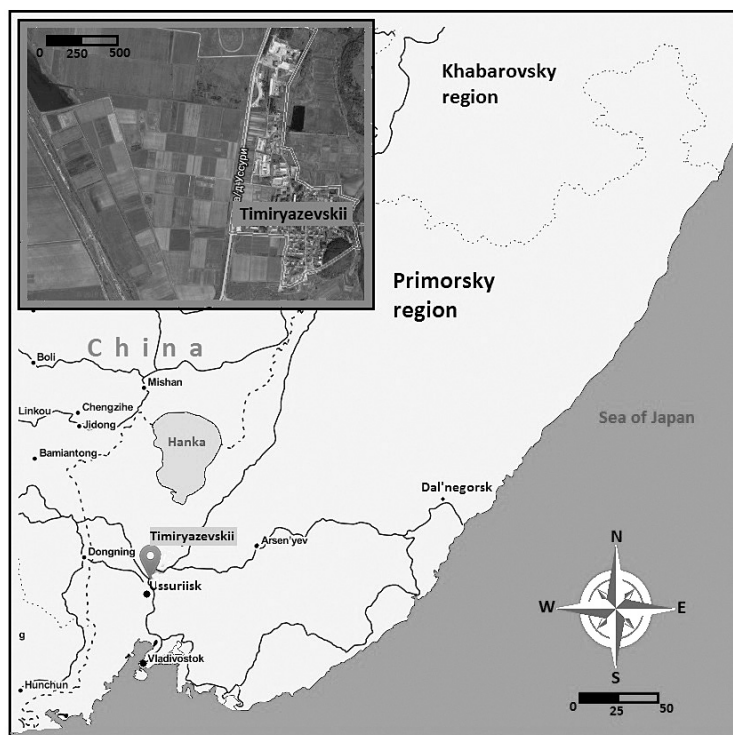 0 250 500
а/д Уссури
Timiryazevskii
Khabarovsky
region
Primorsky
region
China
Boli
Mishan
Linkou
Chengzihe
Jidong
Hanka
Bamiantong
Sea of Japan
Dal'negorsk
Timiryazevskii
Arsen'yev
Dongning
Ussuriisk
N
W
E
S
g
Vladivostok
Hunchun
0 25 50